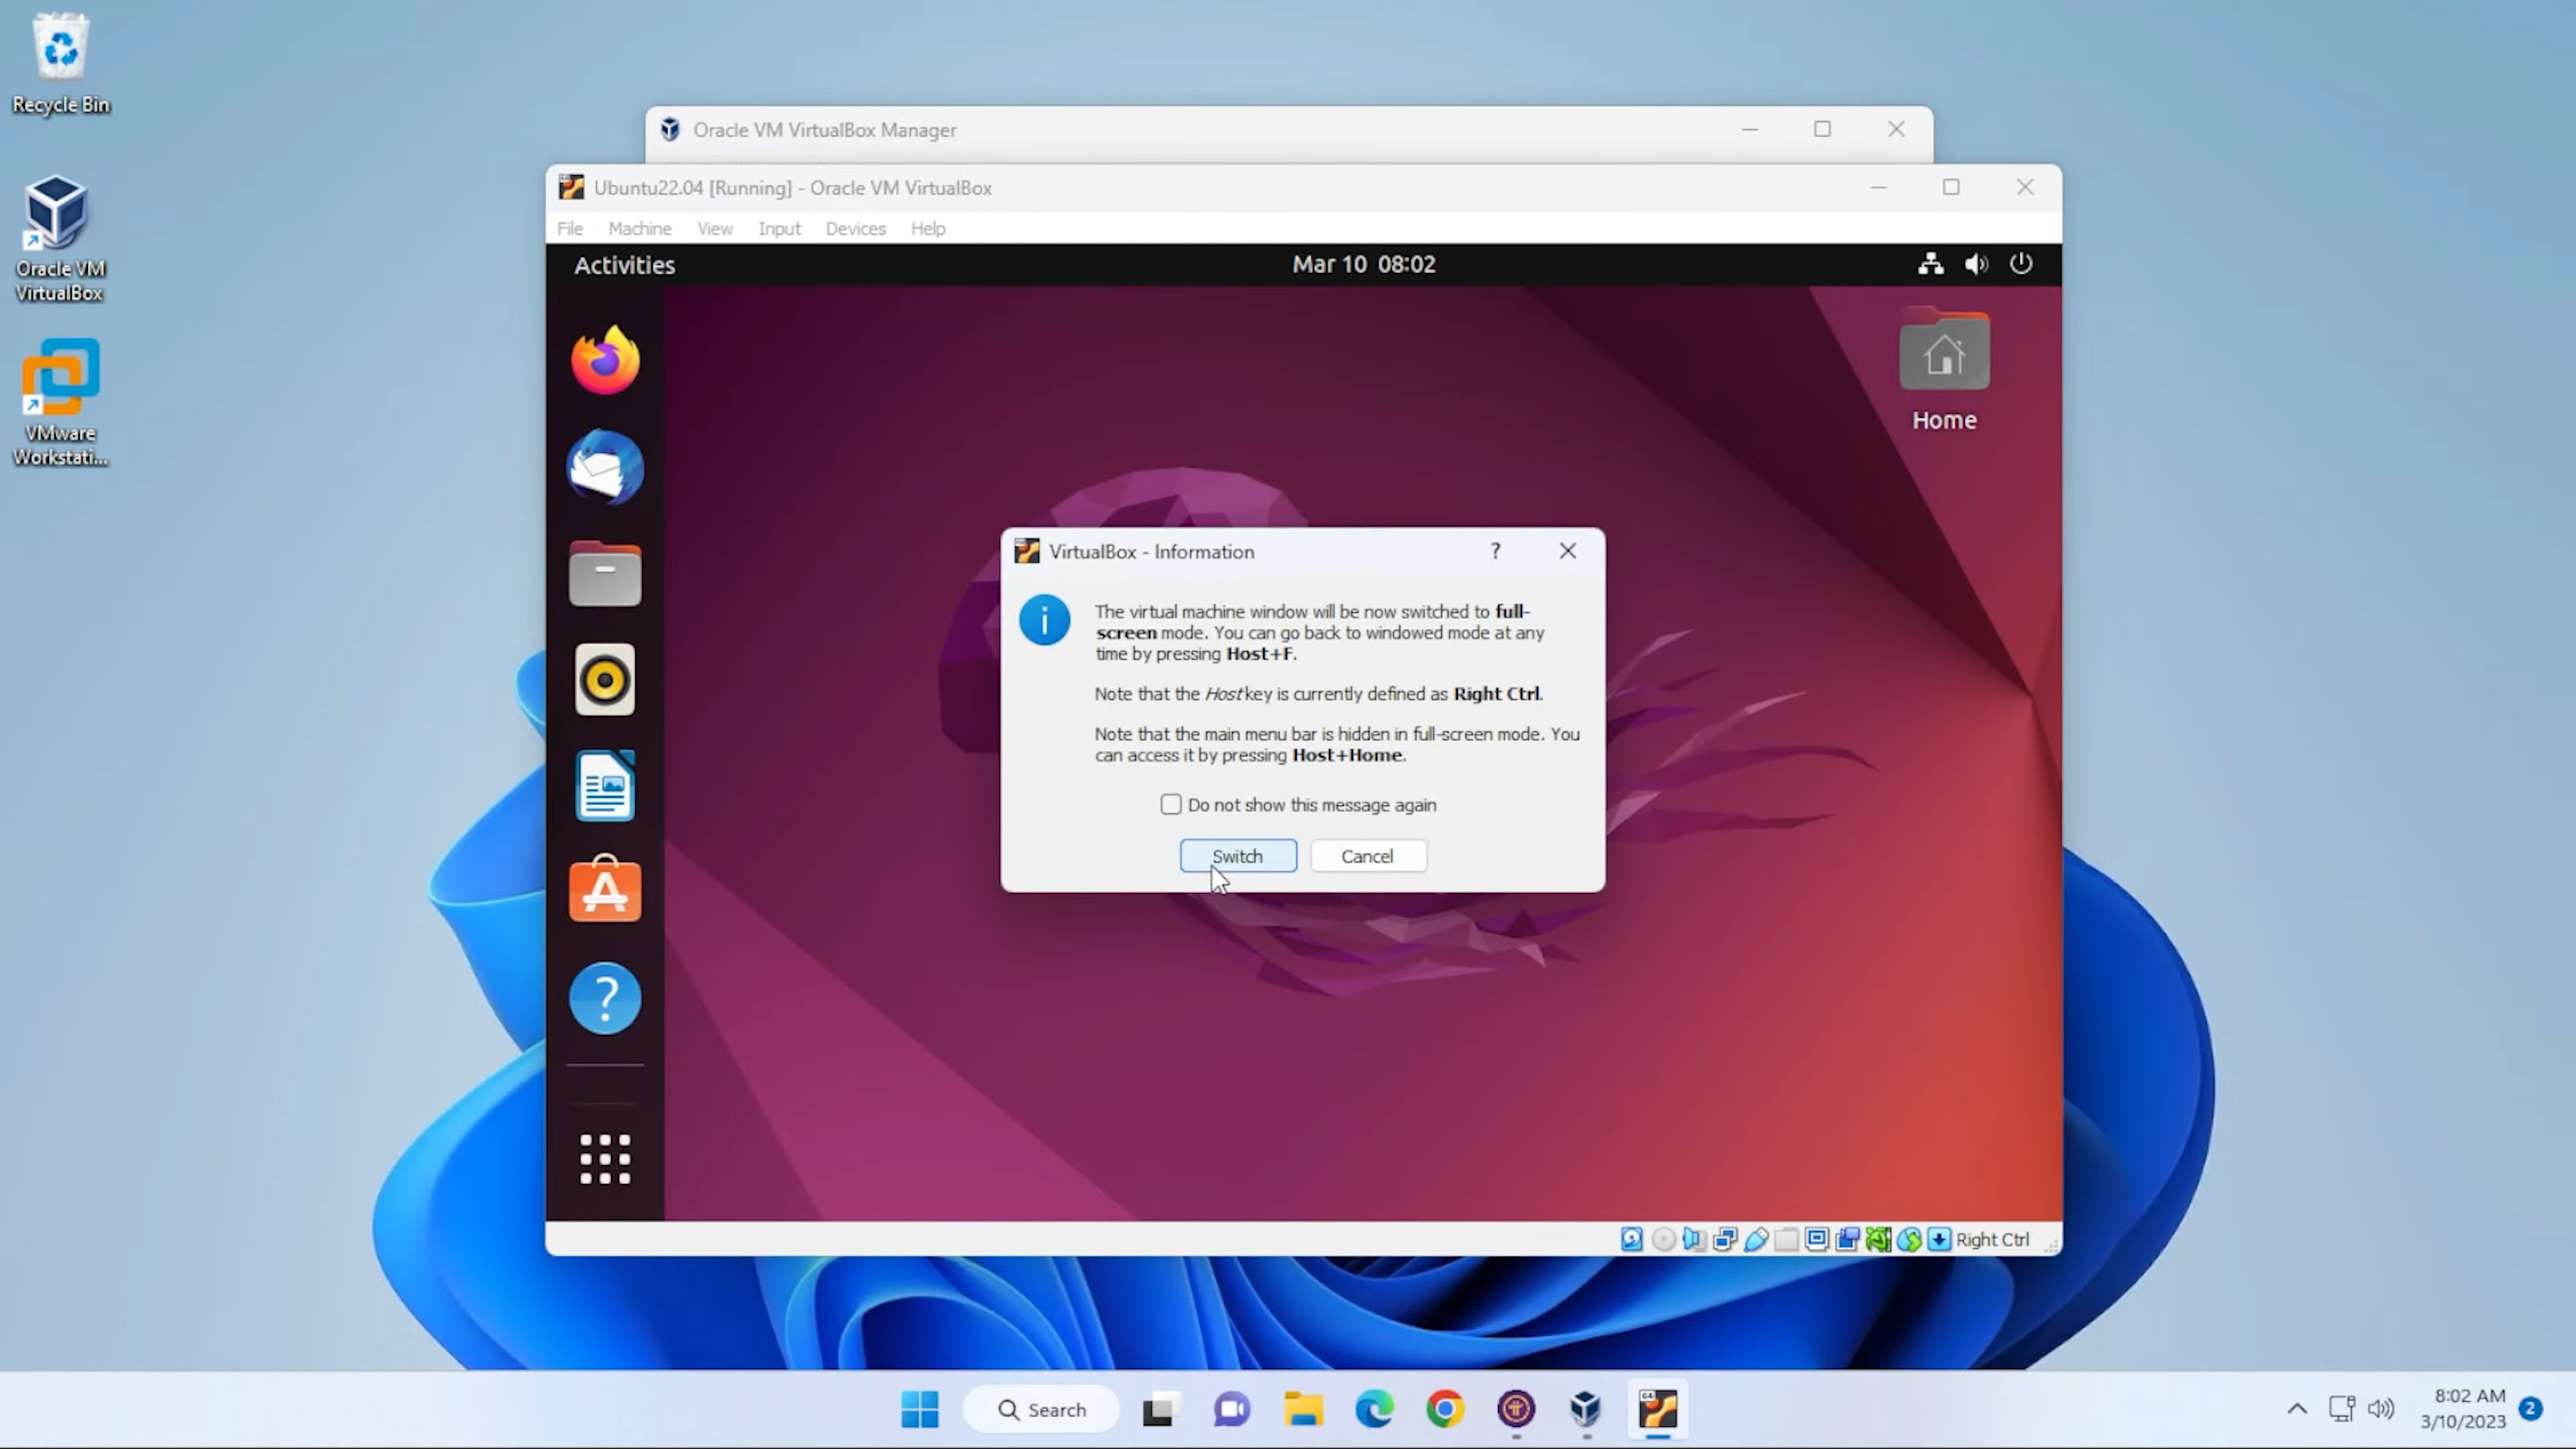 Recycle Bin
Oracle VM
VirtualBox
VMware
Workstati...
Oracle VM VirtualBox Manager
Ubuntu22.04 [Running] - Oracle VM VirtualBox
File Machine View Input Devices Help
Activities
Mar 10 08:02
Home
VirtualBox - Information
?
i
The virtual machine window will be now switched to full-
screen mode. You can go back to windowed mode at any
time by pressing Host+F.
Note that the Host key is currently defined as Right Ctrl.
Note that the main menu bar is hidden in full-screen mode. You
can access it by pressing Host+Home.
Do not show this message again
Switch
Cancel
?
Right Ctrl
Search
64
8:02 AM
3/10/2023
2